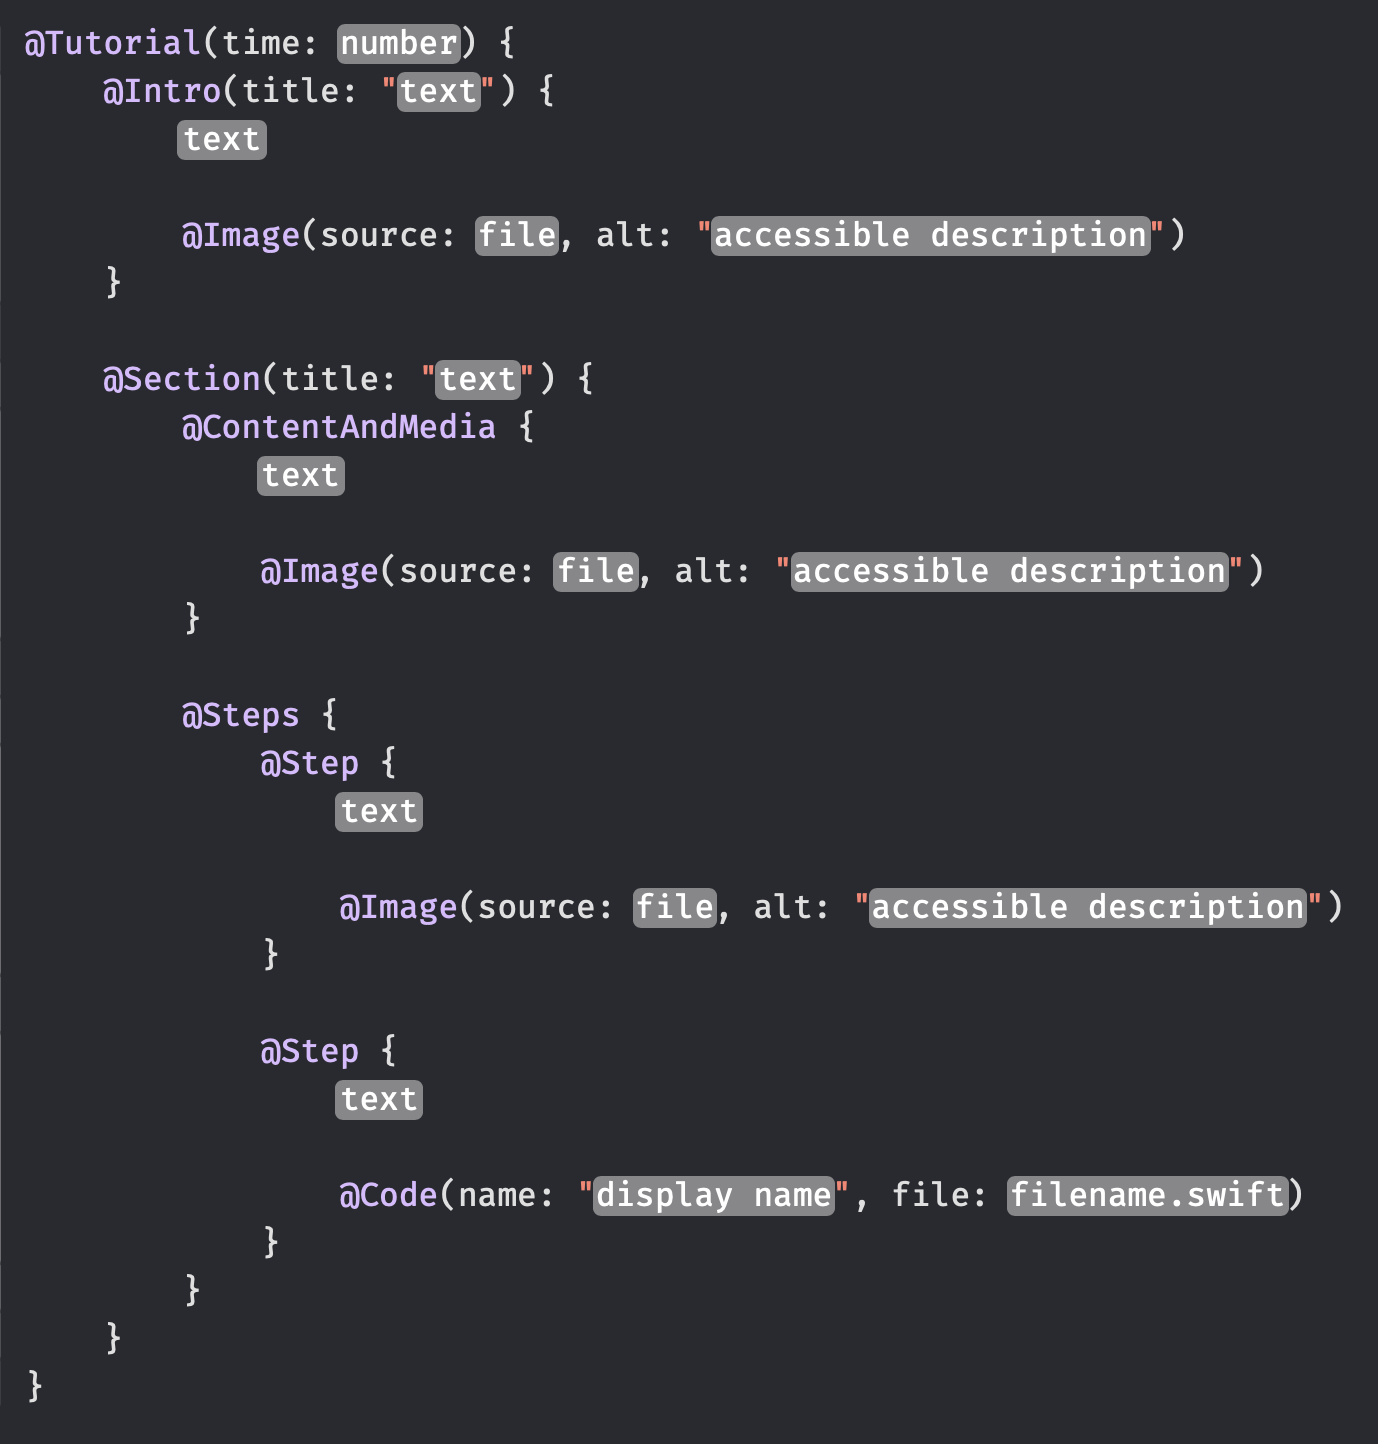 @Tutorial(time: number) {
    @Intro(title: "text") {
        text

        @Image(source: file, alt: "accessible description")
    }

    @Section(title: "text") {
        @ContentAndMedia {
            text

            @Image(source: file, alt: "accessible description")
        }

        @Steps {
            @Step {
                text

                @Image(source: file, alt: "accessible description")
            }

            @Step {
                text

                @Code(name: "display name", file: filename.swift)
            }
        }
    }
}